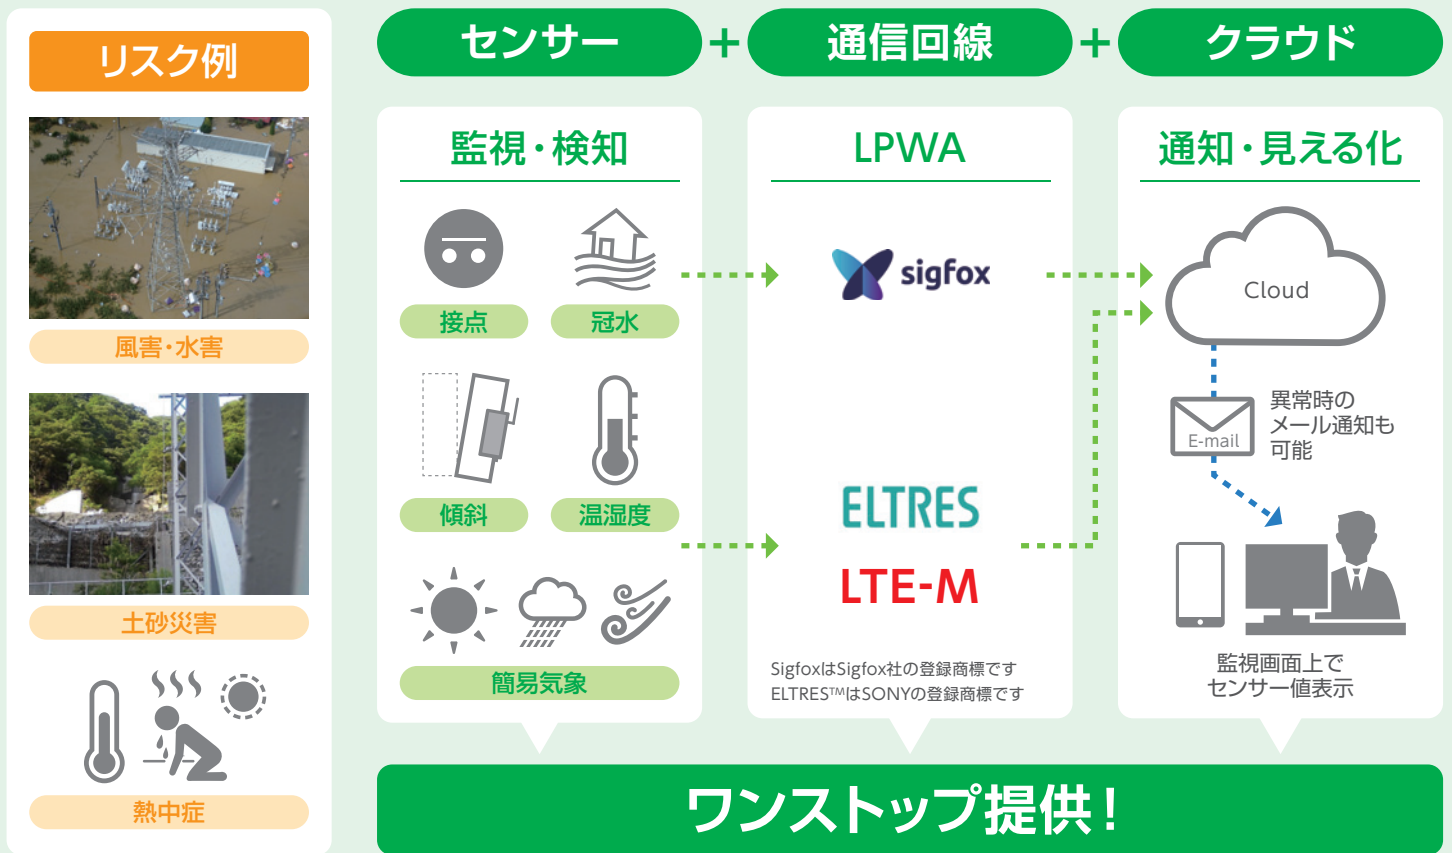 リスク例
風害・水害
土砂災害
熱中症
センサー + 通信回線 + クラウド
監視・検知
接点
冠水
傾斜
温湿度
簡易気象
LPWA
sigfox
ELTRES
LTE-M
SigfoxはSigfox社の登録商標です
ELTRES™はSONYの登録商標です
通知・見える化
Cloud
E-mail
異常時の
メール通知も
可能
監視画面上で
センサー値表示
ワンストップ提供！